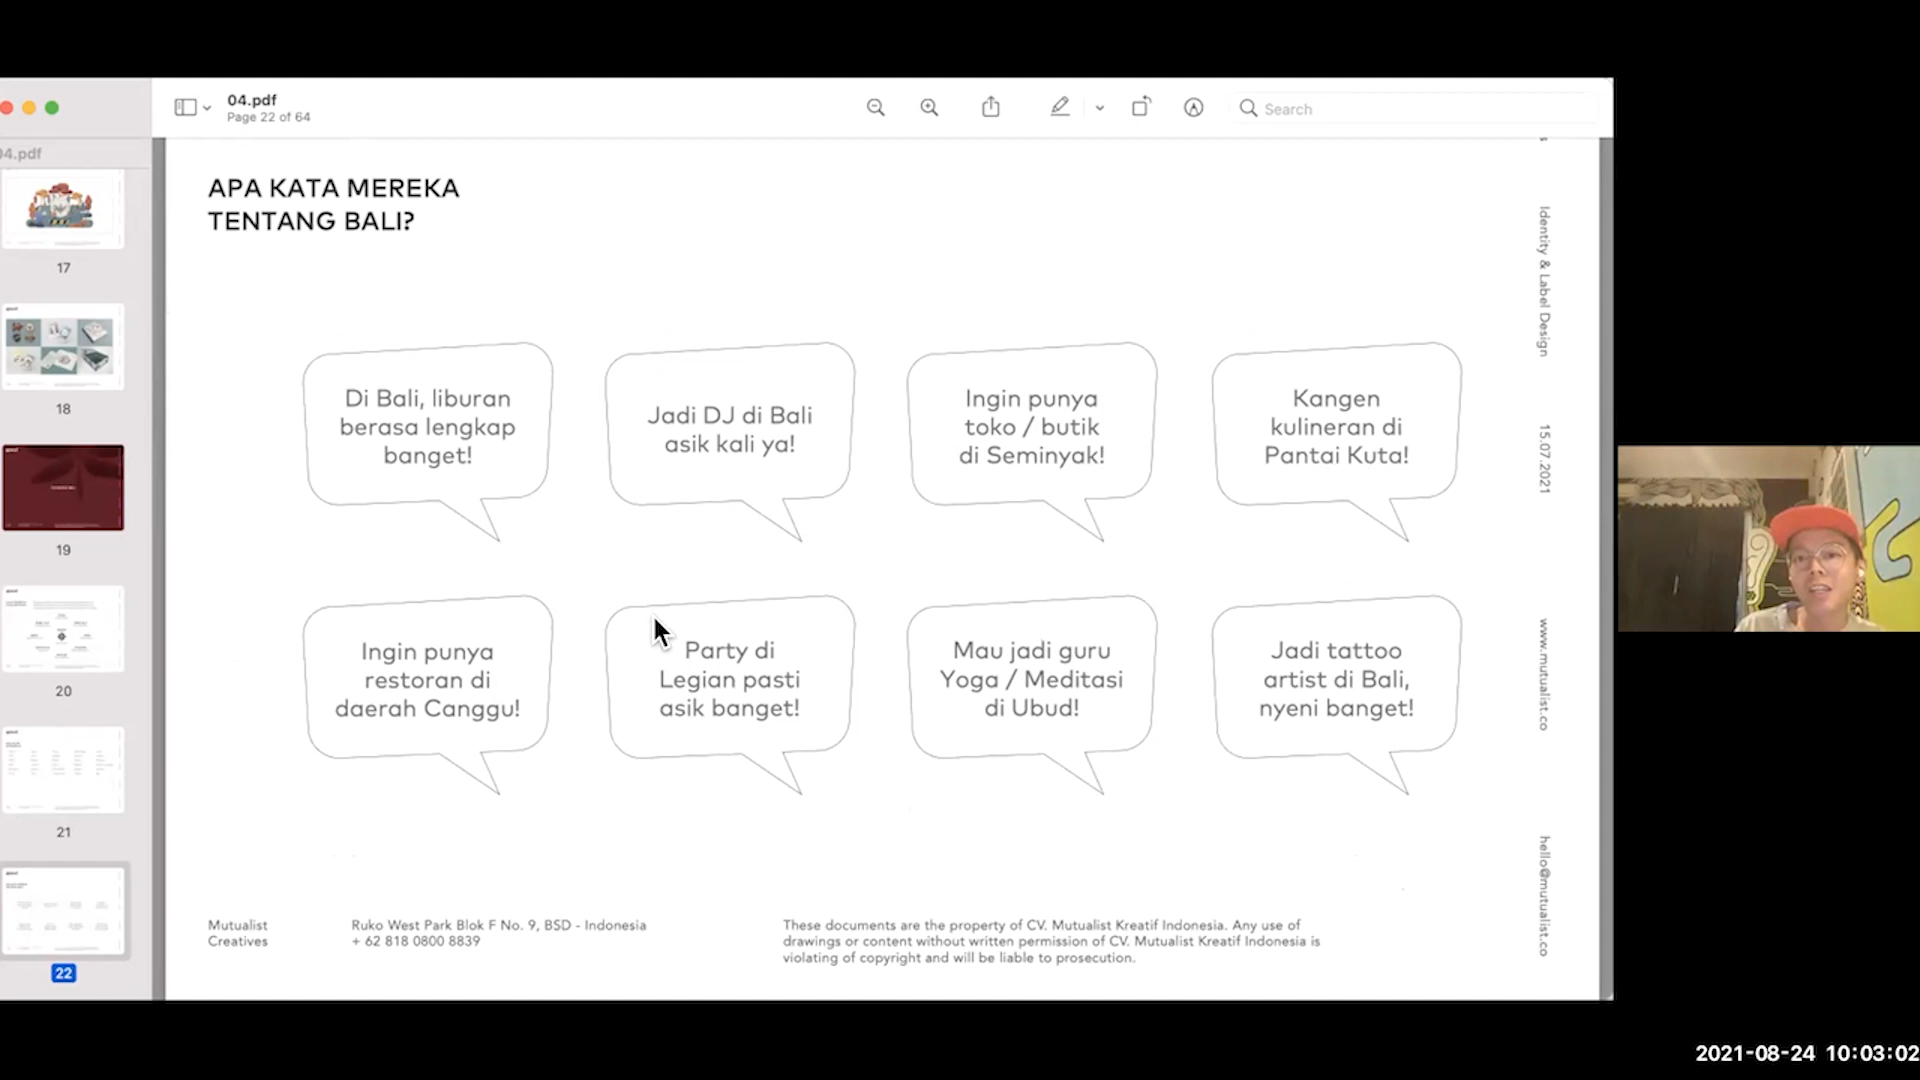 04.pdf
Page 22 of 64
Search
04.pdf
17
18
19
20
21
22
APA KATA MEREKA
TENTANG BALI?
Di Bali, liburan
berasa lengkap
banget!
Jadi DJ di Bali
asik kali ya!
Ingin punya
toko / butik
di Seminyak!
Kangen
kulineran di
Pantai Kuta!
Ingin punya
restoran di
daerah Canggu!
Party di
Legian pasti
asik banget!
Mau jadi guru
Yoga / Meditasi
di Ubud!
Jadi tattoo
artist di Bali,
nyeni banget!
Identity & Label Design
15.07.2021
www.mutualist.co
hello@mutualist.co
Mutualist
Creatives
Ruko West Park Blok F No. 9, BSD - Indonesia
+ 62 818 0800 8839
These documents are the property of CV. Mutualist Kreatif Indonesia. Any use of
drawings or content without written permission of CV. Mutualist Kreatif Indonesia is
violating of copyright and will be liable to prosecution.
2021-08-24 10:03:02